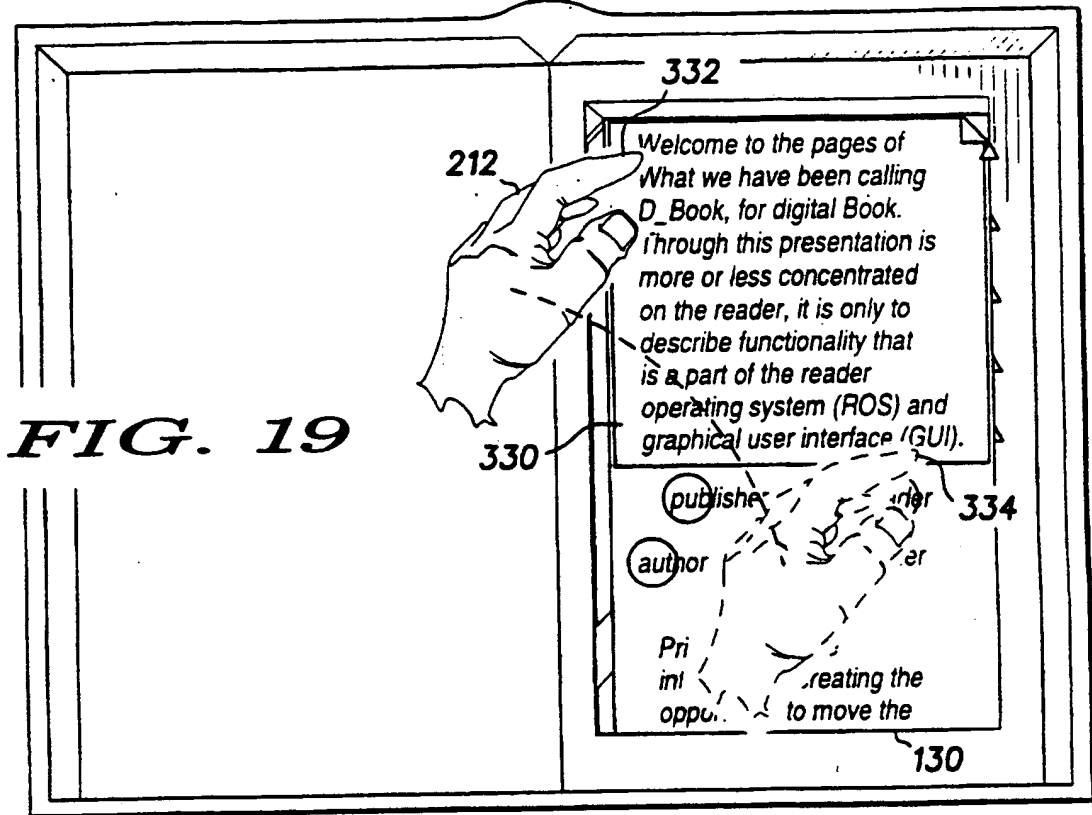 332
212
Welcome to the pages of
What we have been calling
D_Book, for digital Book.
Through this presentation is
more or less concentrated
on the reader, it is only to
describe functionality that
is a part of the reader
operating system (ROS) and
graphical user interface (GUI).
FIG. 19
330
334
publisher
author
Pri
creating the
to move the
130